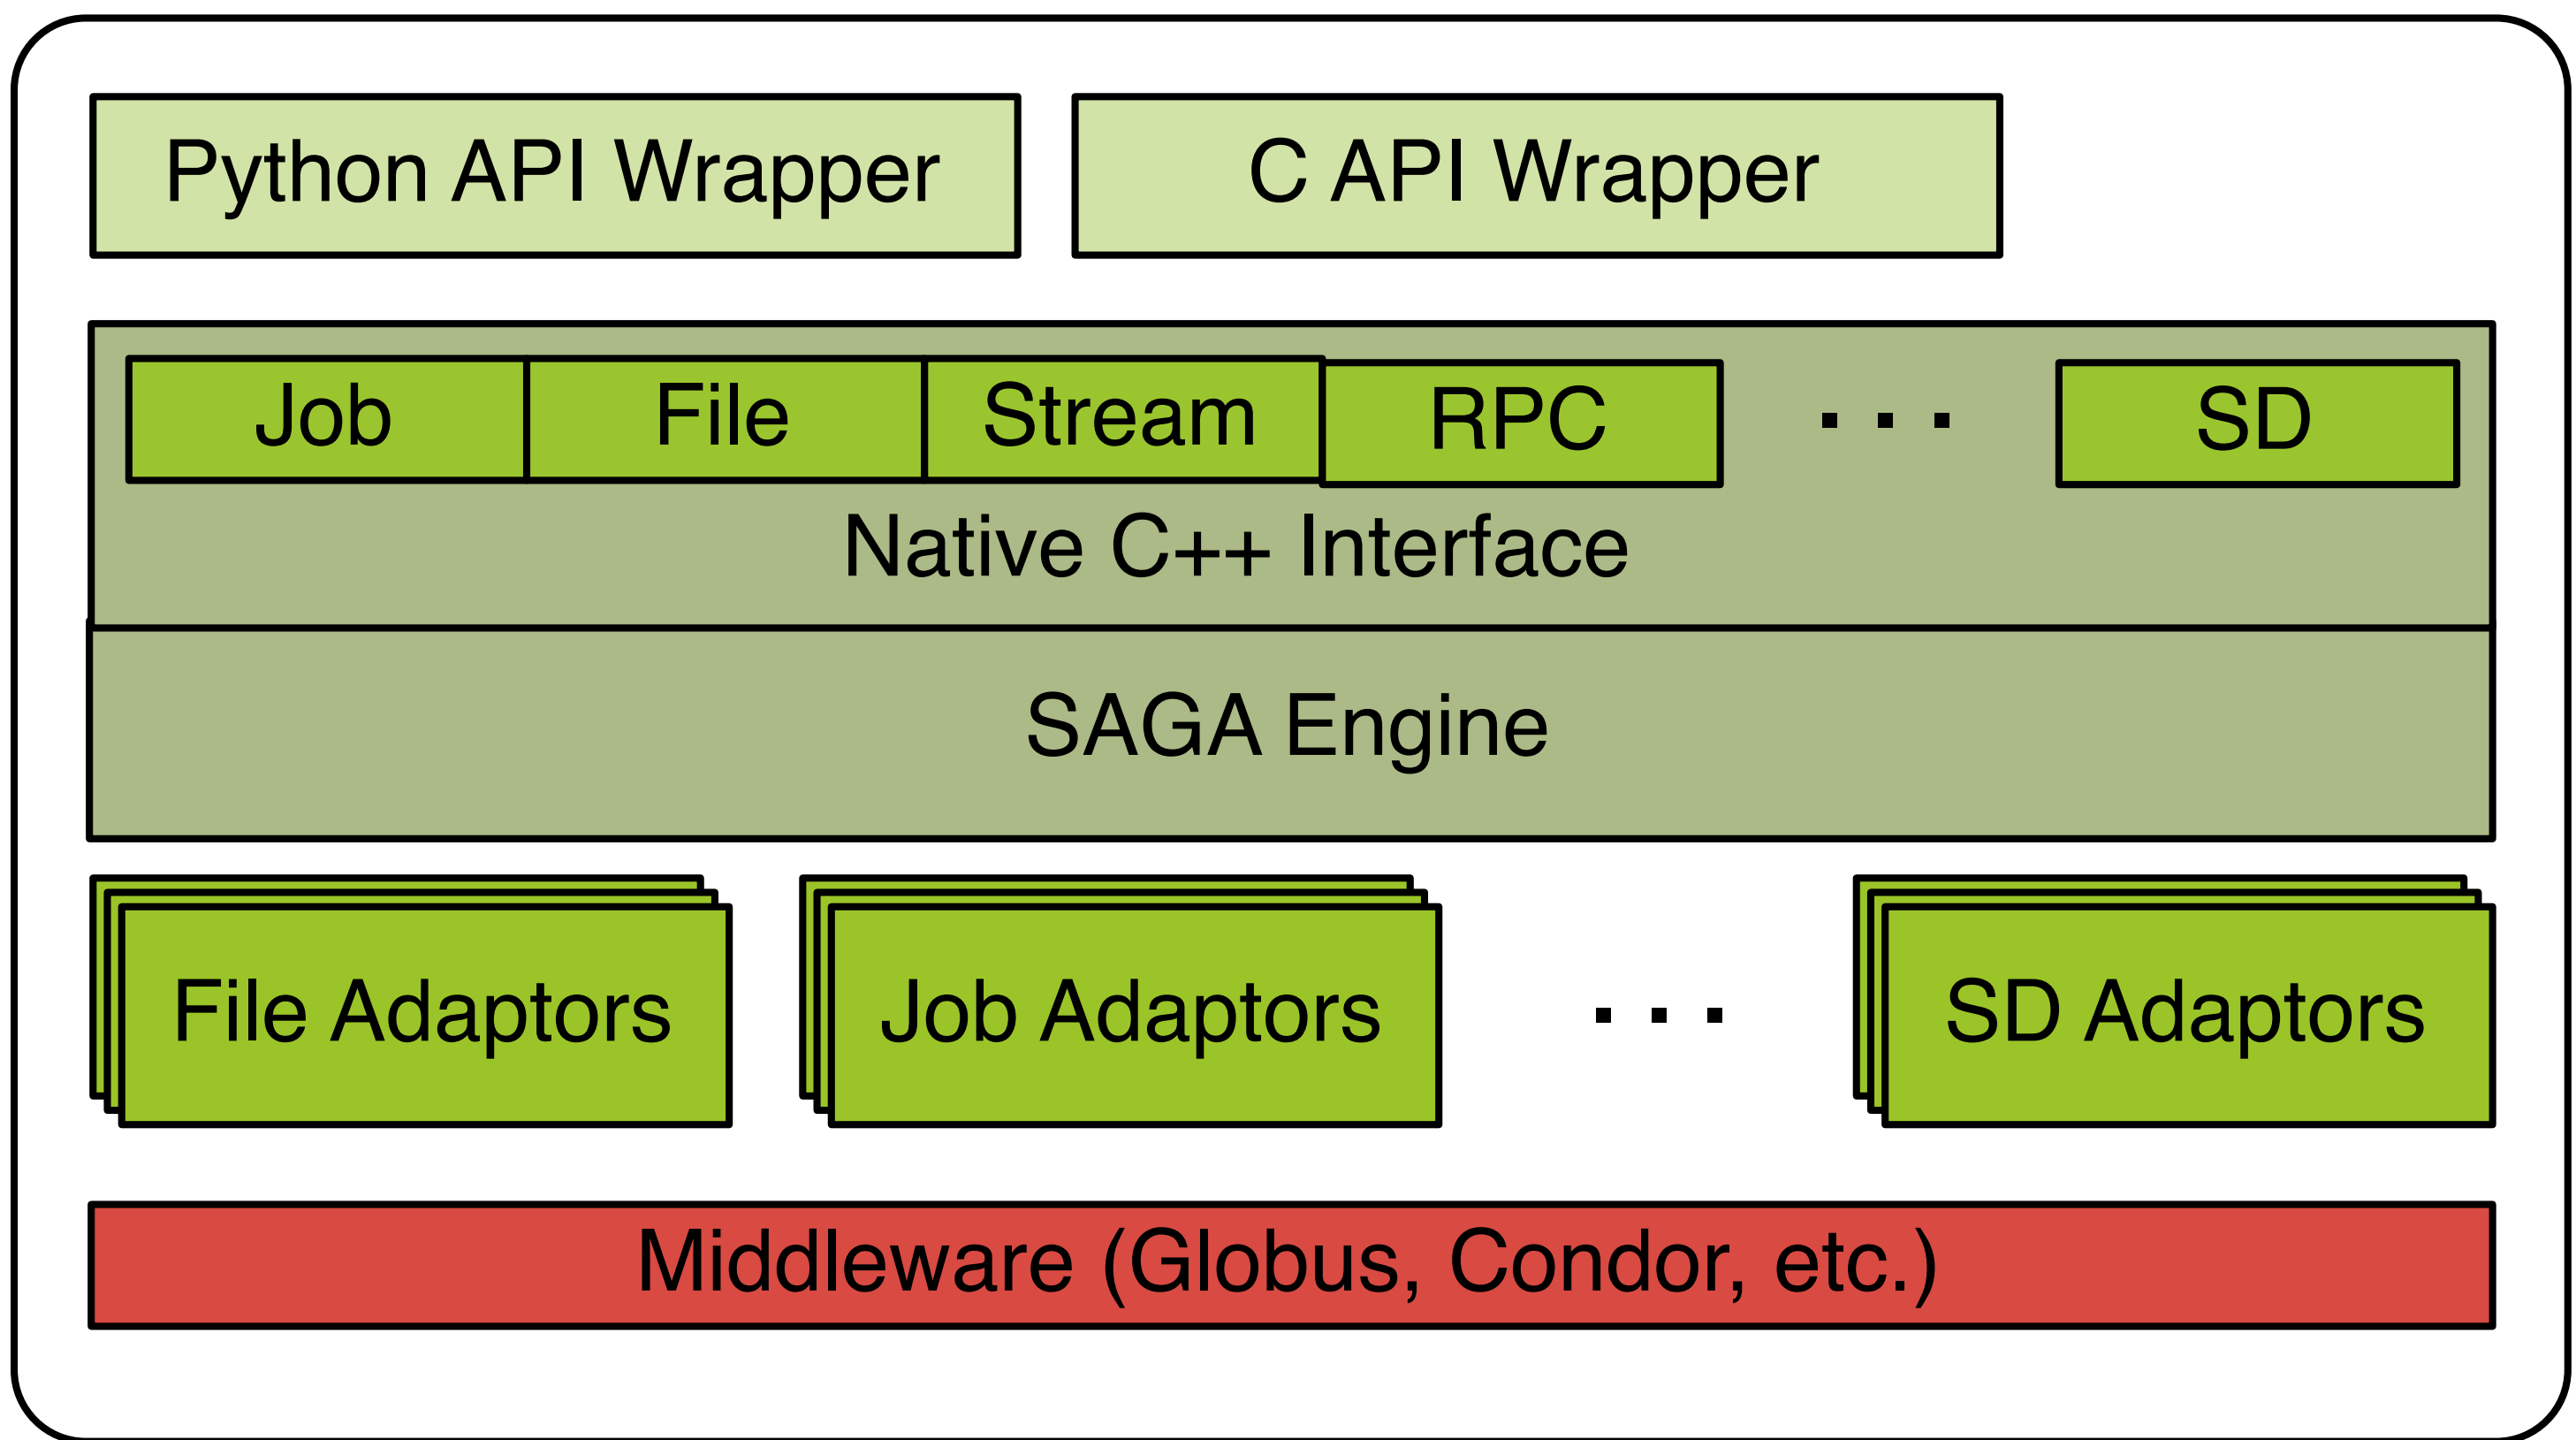 Python API Wrapper
C API Wrapper
Job
File
Stream
RPC
. . .
SD
Native C++ Interface
SAGA Engine
File Adaptors
Job Adaptors
. . .
SD Adaptors
Middleware (Globus, Condor, etc.)